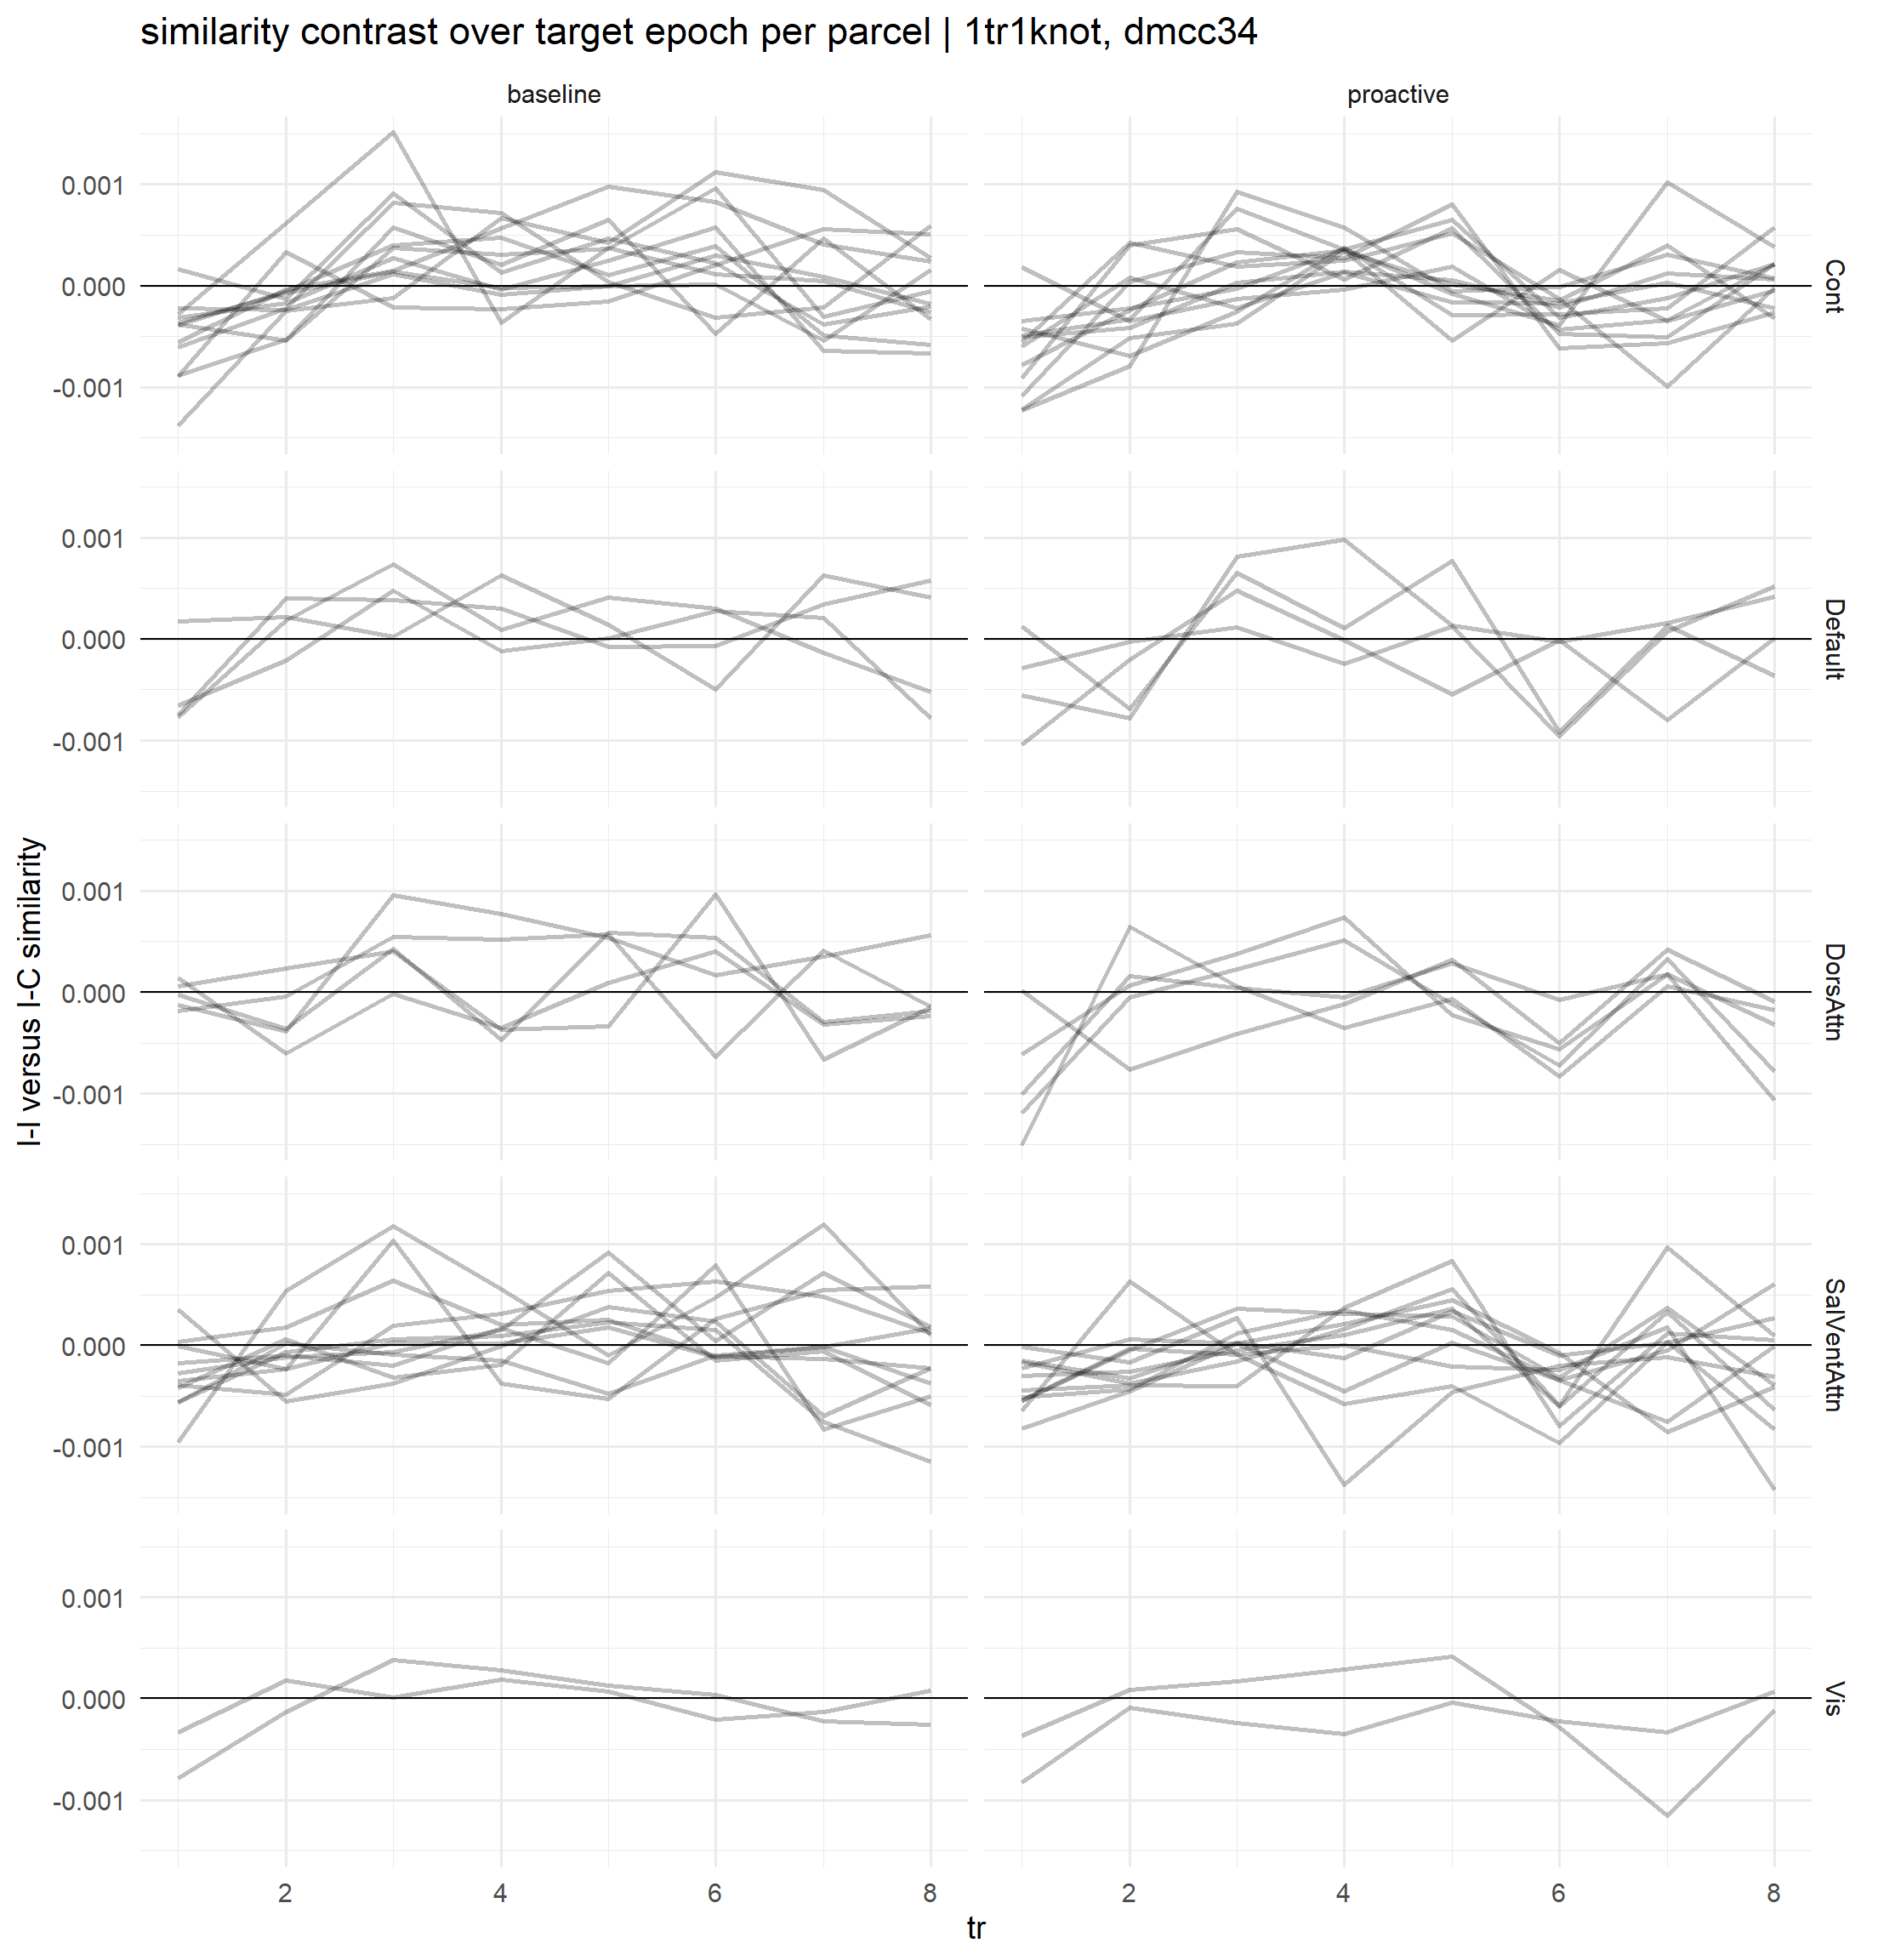 similarity contrast over target epoch per parcel | 1tr1knot, dmcc34
baseline
proactive
0.001
0.000
-0.001
Cont
0.001
0.000
-0.001
Default
0.001
0.000
-0.001
DorsAttn
0.001
0.000
-0.001
SalVentAttn
0.001
0.000
-0.001
Vis
I-I versus I-C similarity
2
4
6
8
2
4
6
8
tr